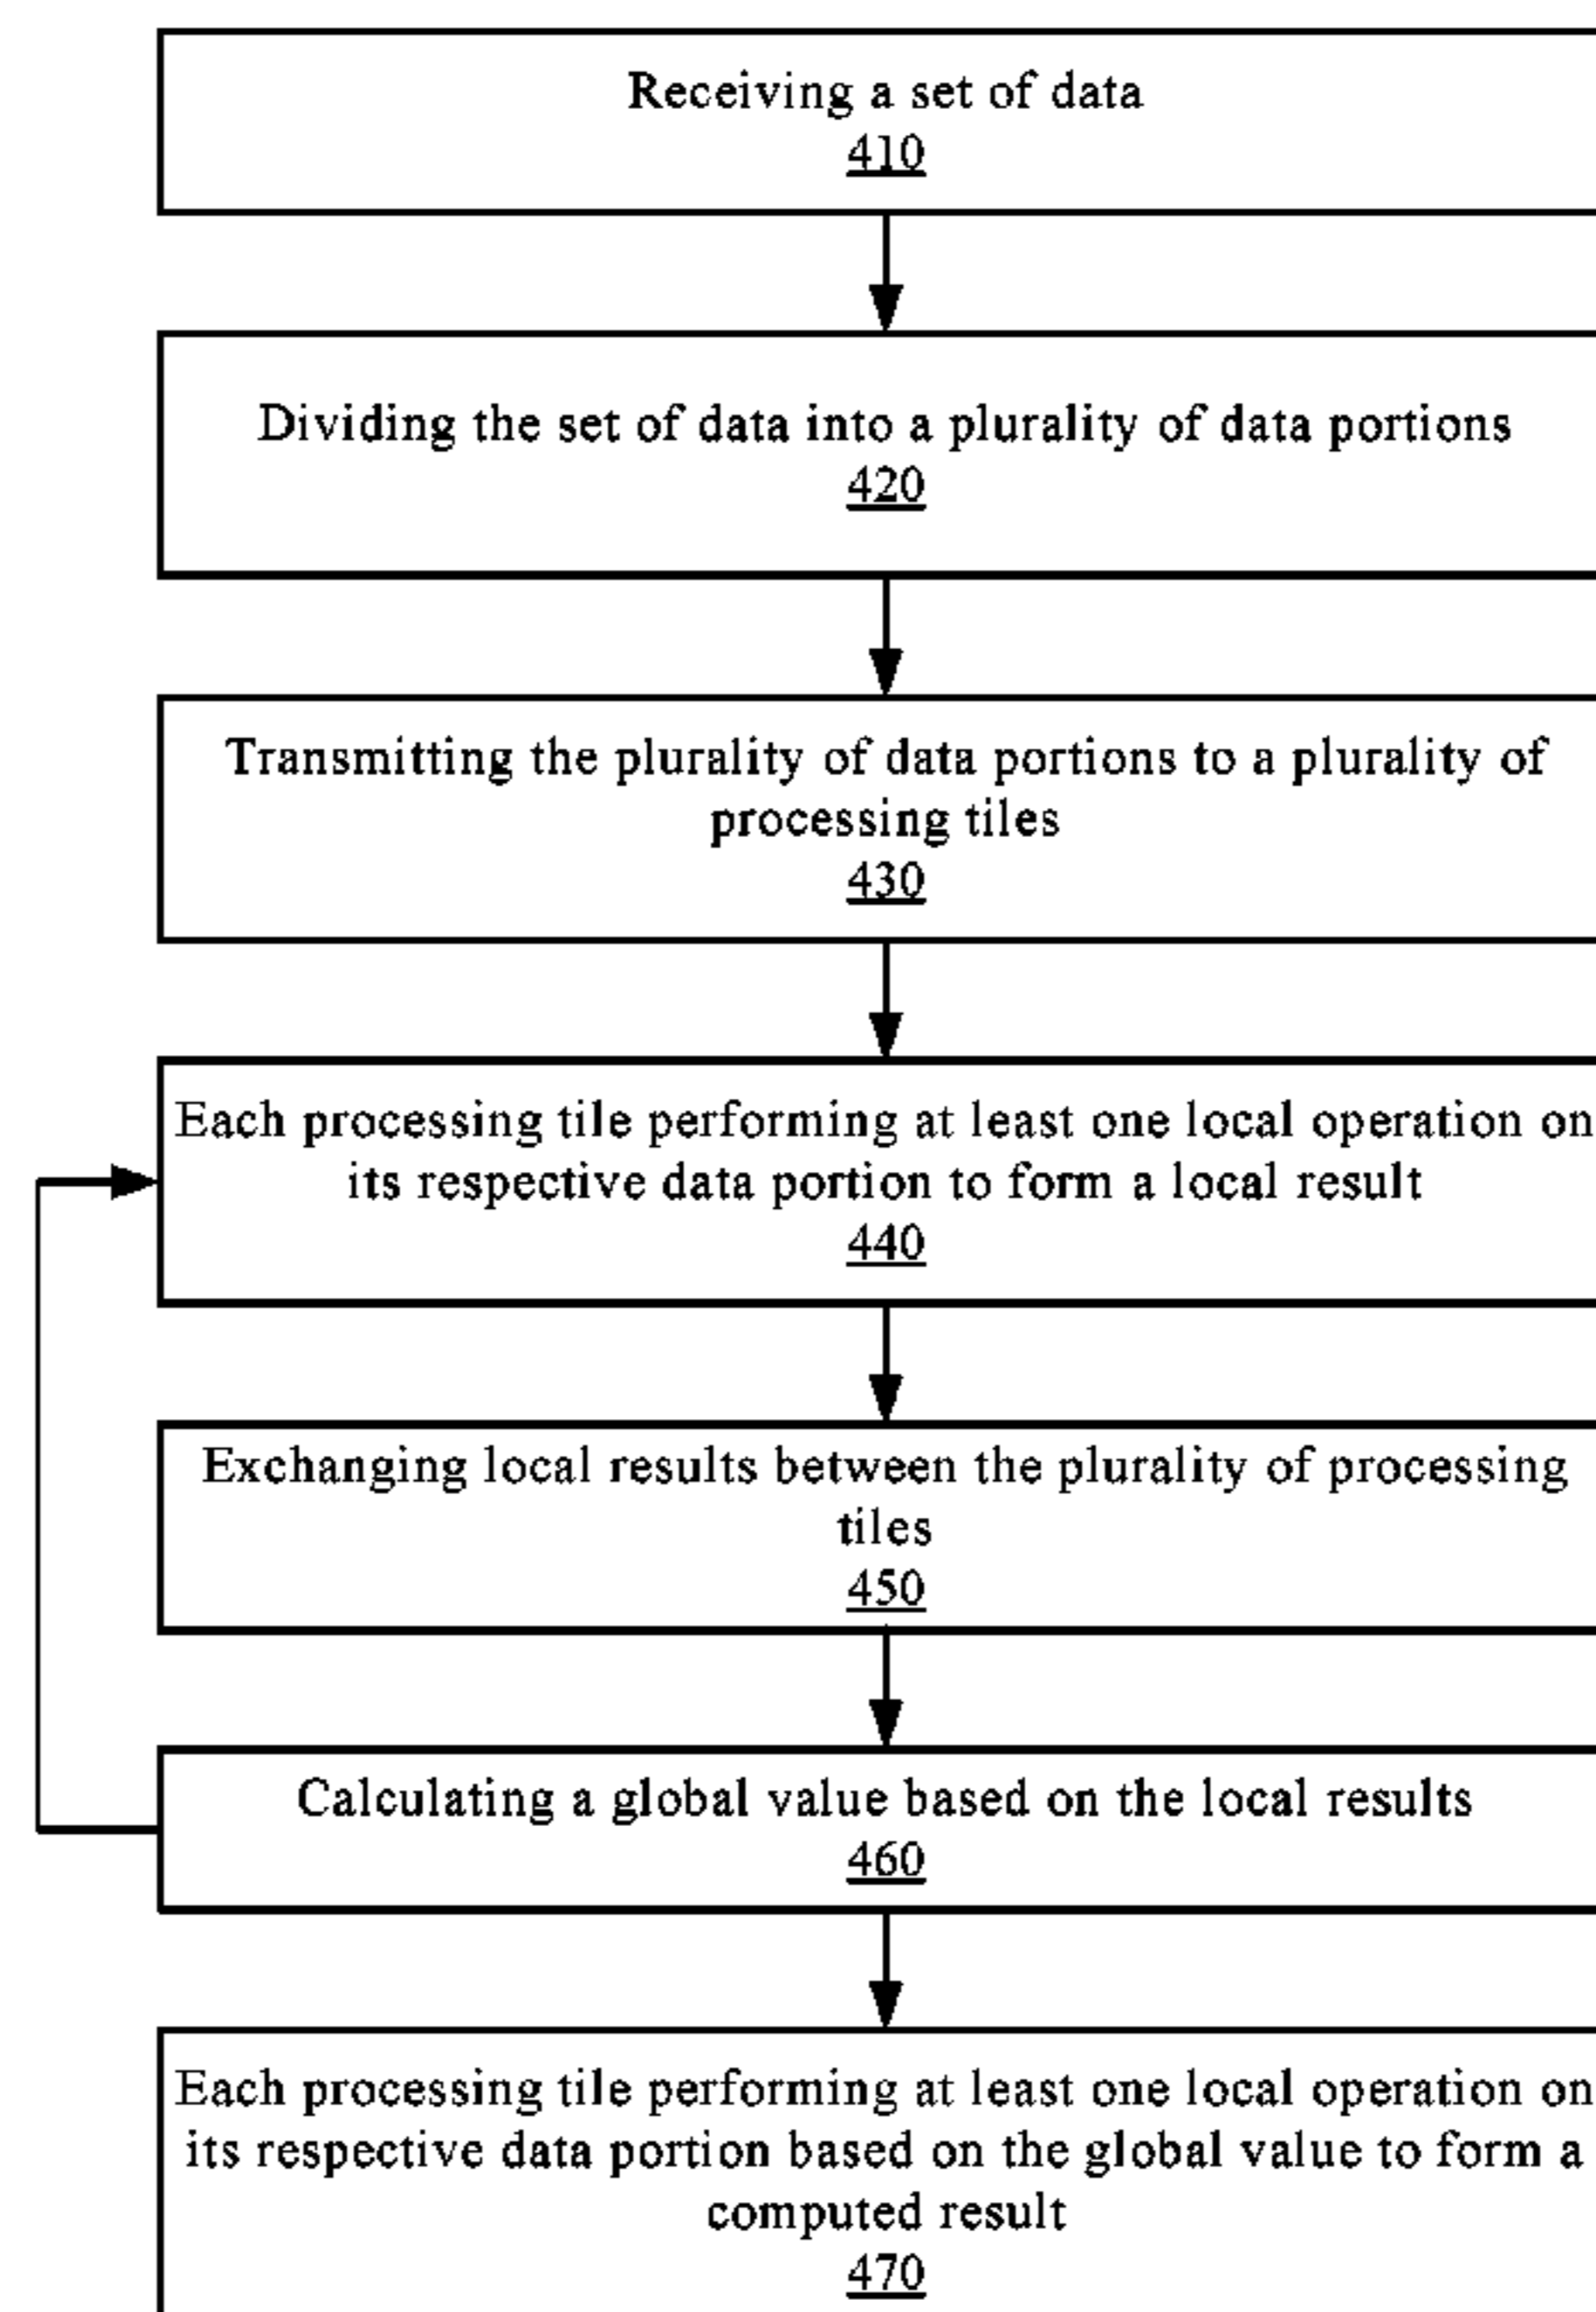 Receiving a set of data
410
Dividing the set of data into a plurality of data portions
420
Transmitting the plurality of data portions to a plurality of
processing tiles
430
Each processing tile performing at least one local operation on
its respective data portion to form a local result
440
Exchanging local results between the plurality of processing
tiles
450
Calculating a global value based on the local results
460
Each processing tile performing at least one local operation on
its respective data portion based on the global value to form a
computed result
470